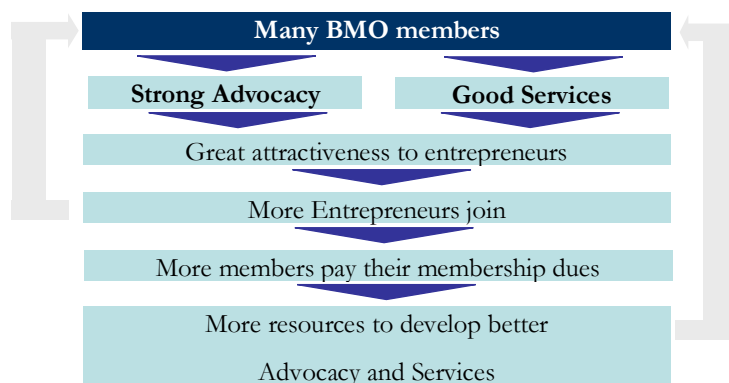 Many BMO members
Strong Advocacy
Good Services
Great attractiveness to entrepreneurs
More Entrepreneurs join
More members pay their membership dues
More resources to develop better
Advocacy and Services